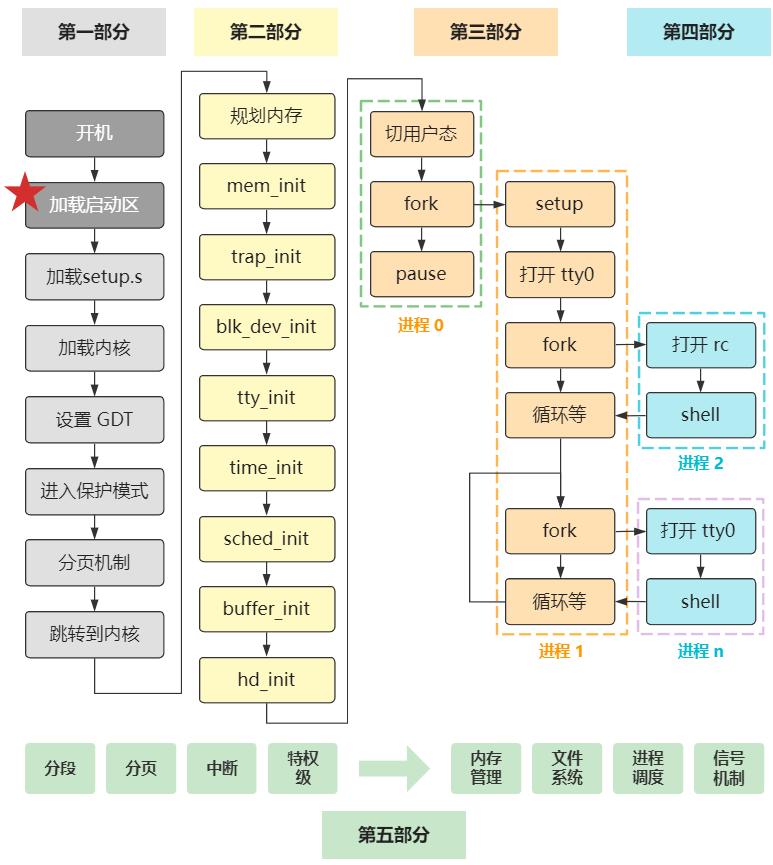 第一部分
第二部分
第三部分
第四部分
开机
加载启动区
加载setup.s
加载内核
设置 GDT
进入保护模式
分页机制
跳转到内核
规划内存
mem_init
trap_init
blk_dev_init
tty_init
time_init
sched_init
buffer_init
hd_init
切用户态
fork
pause
进程 0
setup
打开 tty0
fork
循环等
fork
循环等
进程 1
打开 rc
shell
进程 2
打开 tty0
shell
进程 n
分段
分页
中断
特权
级
内存
管理
文件
系统
进程
调度
信号
机制
第五部分